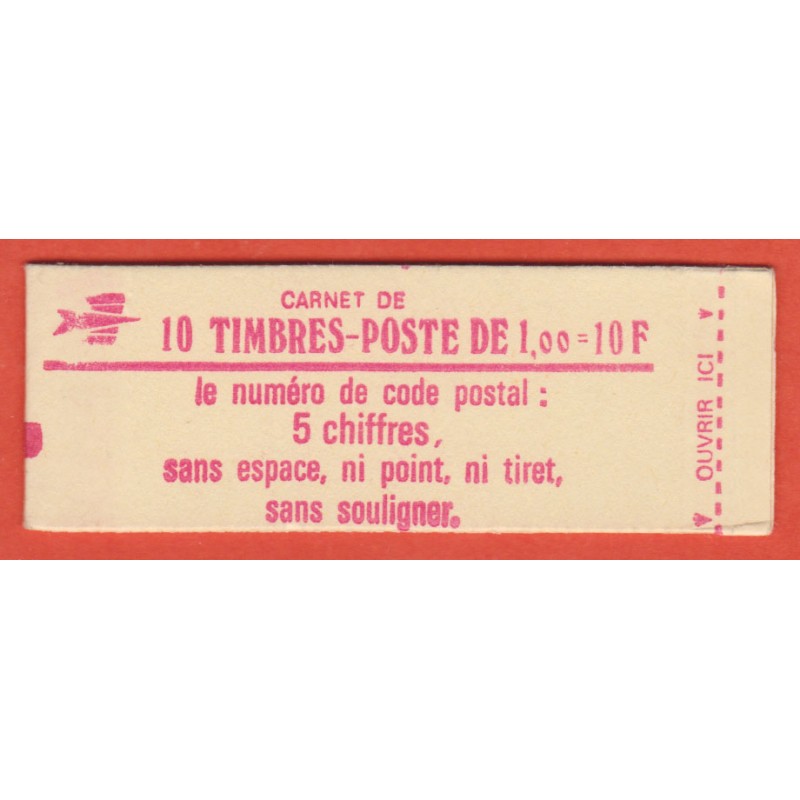 CARNET DE
10 TIMBRES-POSTE DE 1,00 = 10 F
le numéro de code postal :
5 chiffres,
sans espace, ni point, ni tiret,
sans souligner.
OUVRIR ICI